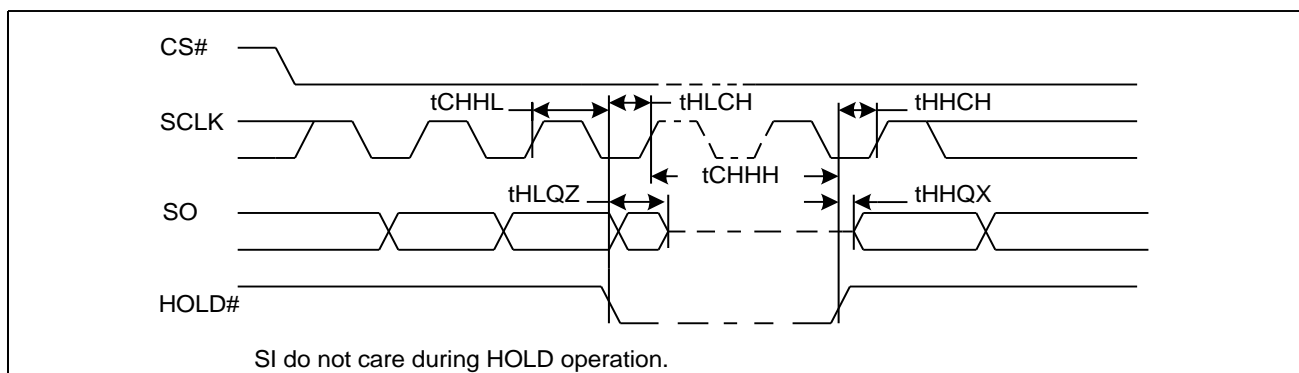 CS#
tCHHL
tHLCH
tHHCH
SCLK
tCHHH
tHLQZ
tHHQX
SO
HOLD#
SI do not care during HOLD operation.